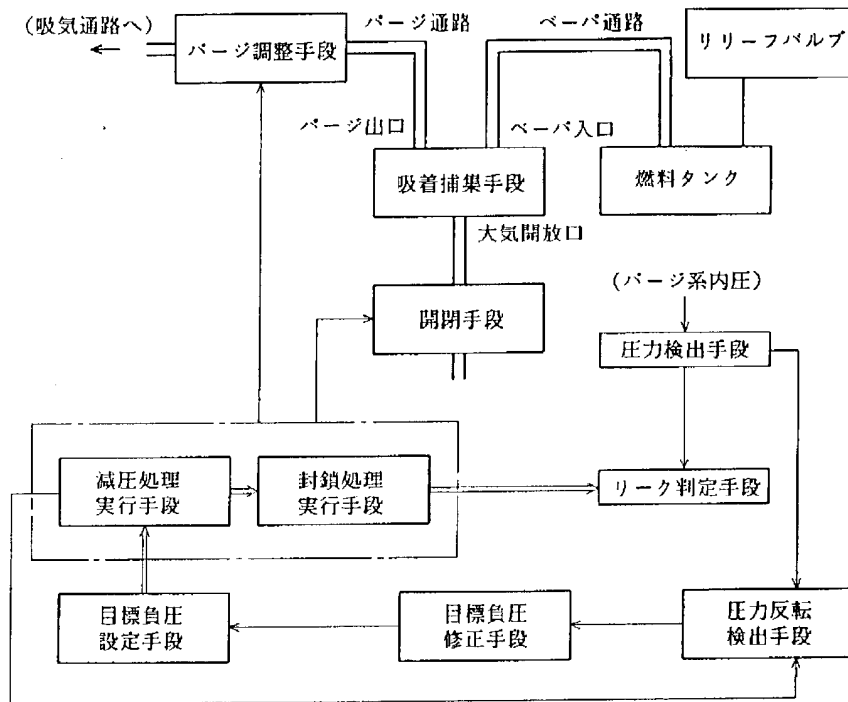 (吸気通路へ)
パージ調整手段
パージ通路
ベーパ通路
リリーフバルブ
パージ出口
ベーパ入口
吸着捕集手段
燃料タンク
大気開放口
開閉手段
(パージ系内圧)
圧力検出手段
減圧処理
実行手段
封鎖処理
実行手段
リーク判定手段
目標負圧
設定手段
目標負圧
修正手段
圧力反転
検出手段